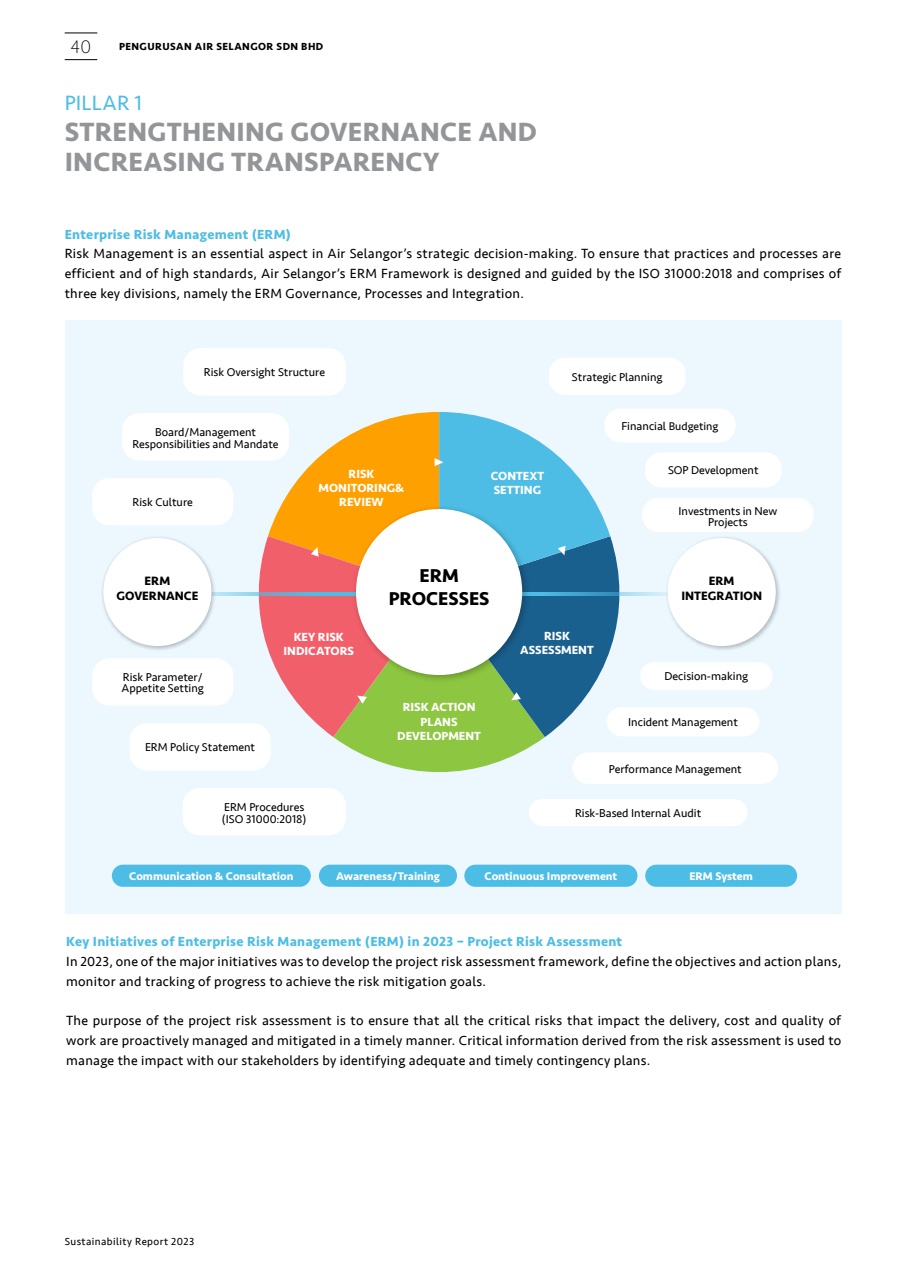 40
PENGURUSAN AIR SELANGOR SDN BHD
PILLAR 1
STRENGTHENING GOVERNANCE AND
INCREASING TRANSPARENCY
Enterprise Risk Management (ERM)
Risk Management is an essential aspect in Air Selangor’s strategic decision-making. To ensure that practices and processes are
efficient and of high standards, Air Selangor’s ERM Framework is designed and guided by the ISO 31000:2018 and comprises of
three key divisions, namely the ERM Governance, Processes and Integration.
Risk Oversight Structure
Board/Management
Responsibilities and Mandate
Risk Culture
ERM
GOVERNANCE
Risk Parameter/
Appetite Setting
ERM Policy Statement
ERM Procedures
(ISO 31000:2018)
RISK
MONITORING&
REVIEW
CONTEXT
SETTING
ERM
PROCESSES
KEY RISK
INDICATORS
RISK
ASSESSMENT
RISK ACTION
PLANS
DEVELOPMENT
Strategic Planning
Financial Budgeting
SOP Development
Investments in New
Projects
ERM
INTEGRATION
Decision-making
Incident Management
Performance Management
Risk-Based Internal Audit
Communication & Consultation
Awareness/Training
Continuous Improvement
ERM System
Key Initiatives of Enterprise Risk Management (ERM) in 2023 – Project Risk Assessment
In 2023, one of the major initiatives was to develop the project risk assessment framework, define the objectives and action plans,
monitor and tracking of progress to achieve the risk mitigation goals.
The purpose of the project risk assessment is to ensure that all the critical risks that impact the delivery, cost and quality of
work are proactively managed and mitigated in a timely manner. Critical information derived from the risk assessment is used to
manage the impact with our stakeholders by identifying adequate and timely contingency plans.
Sustainability Report 2023